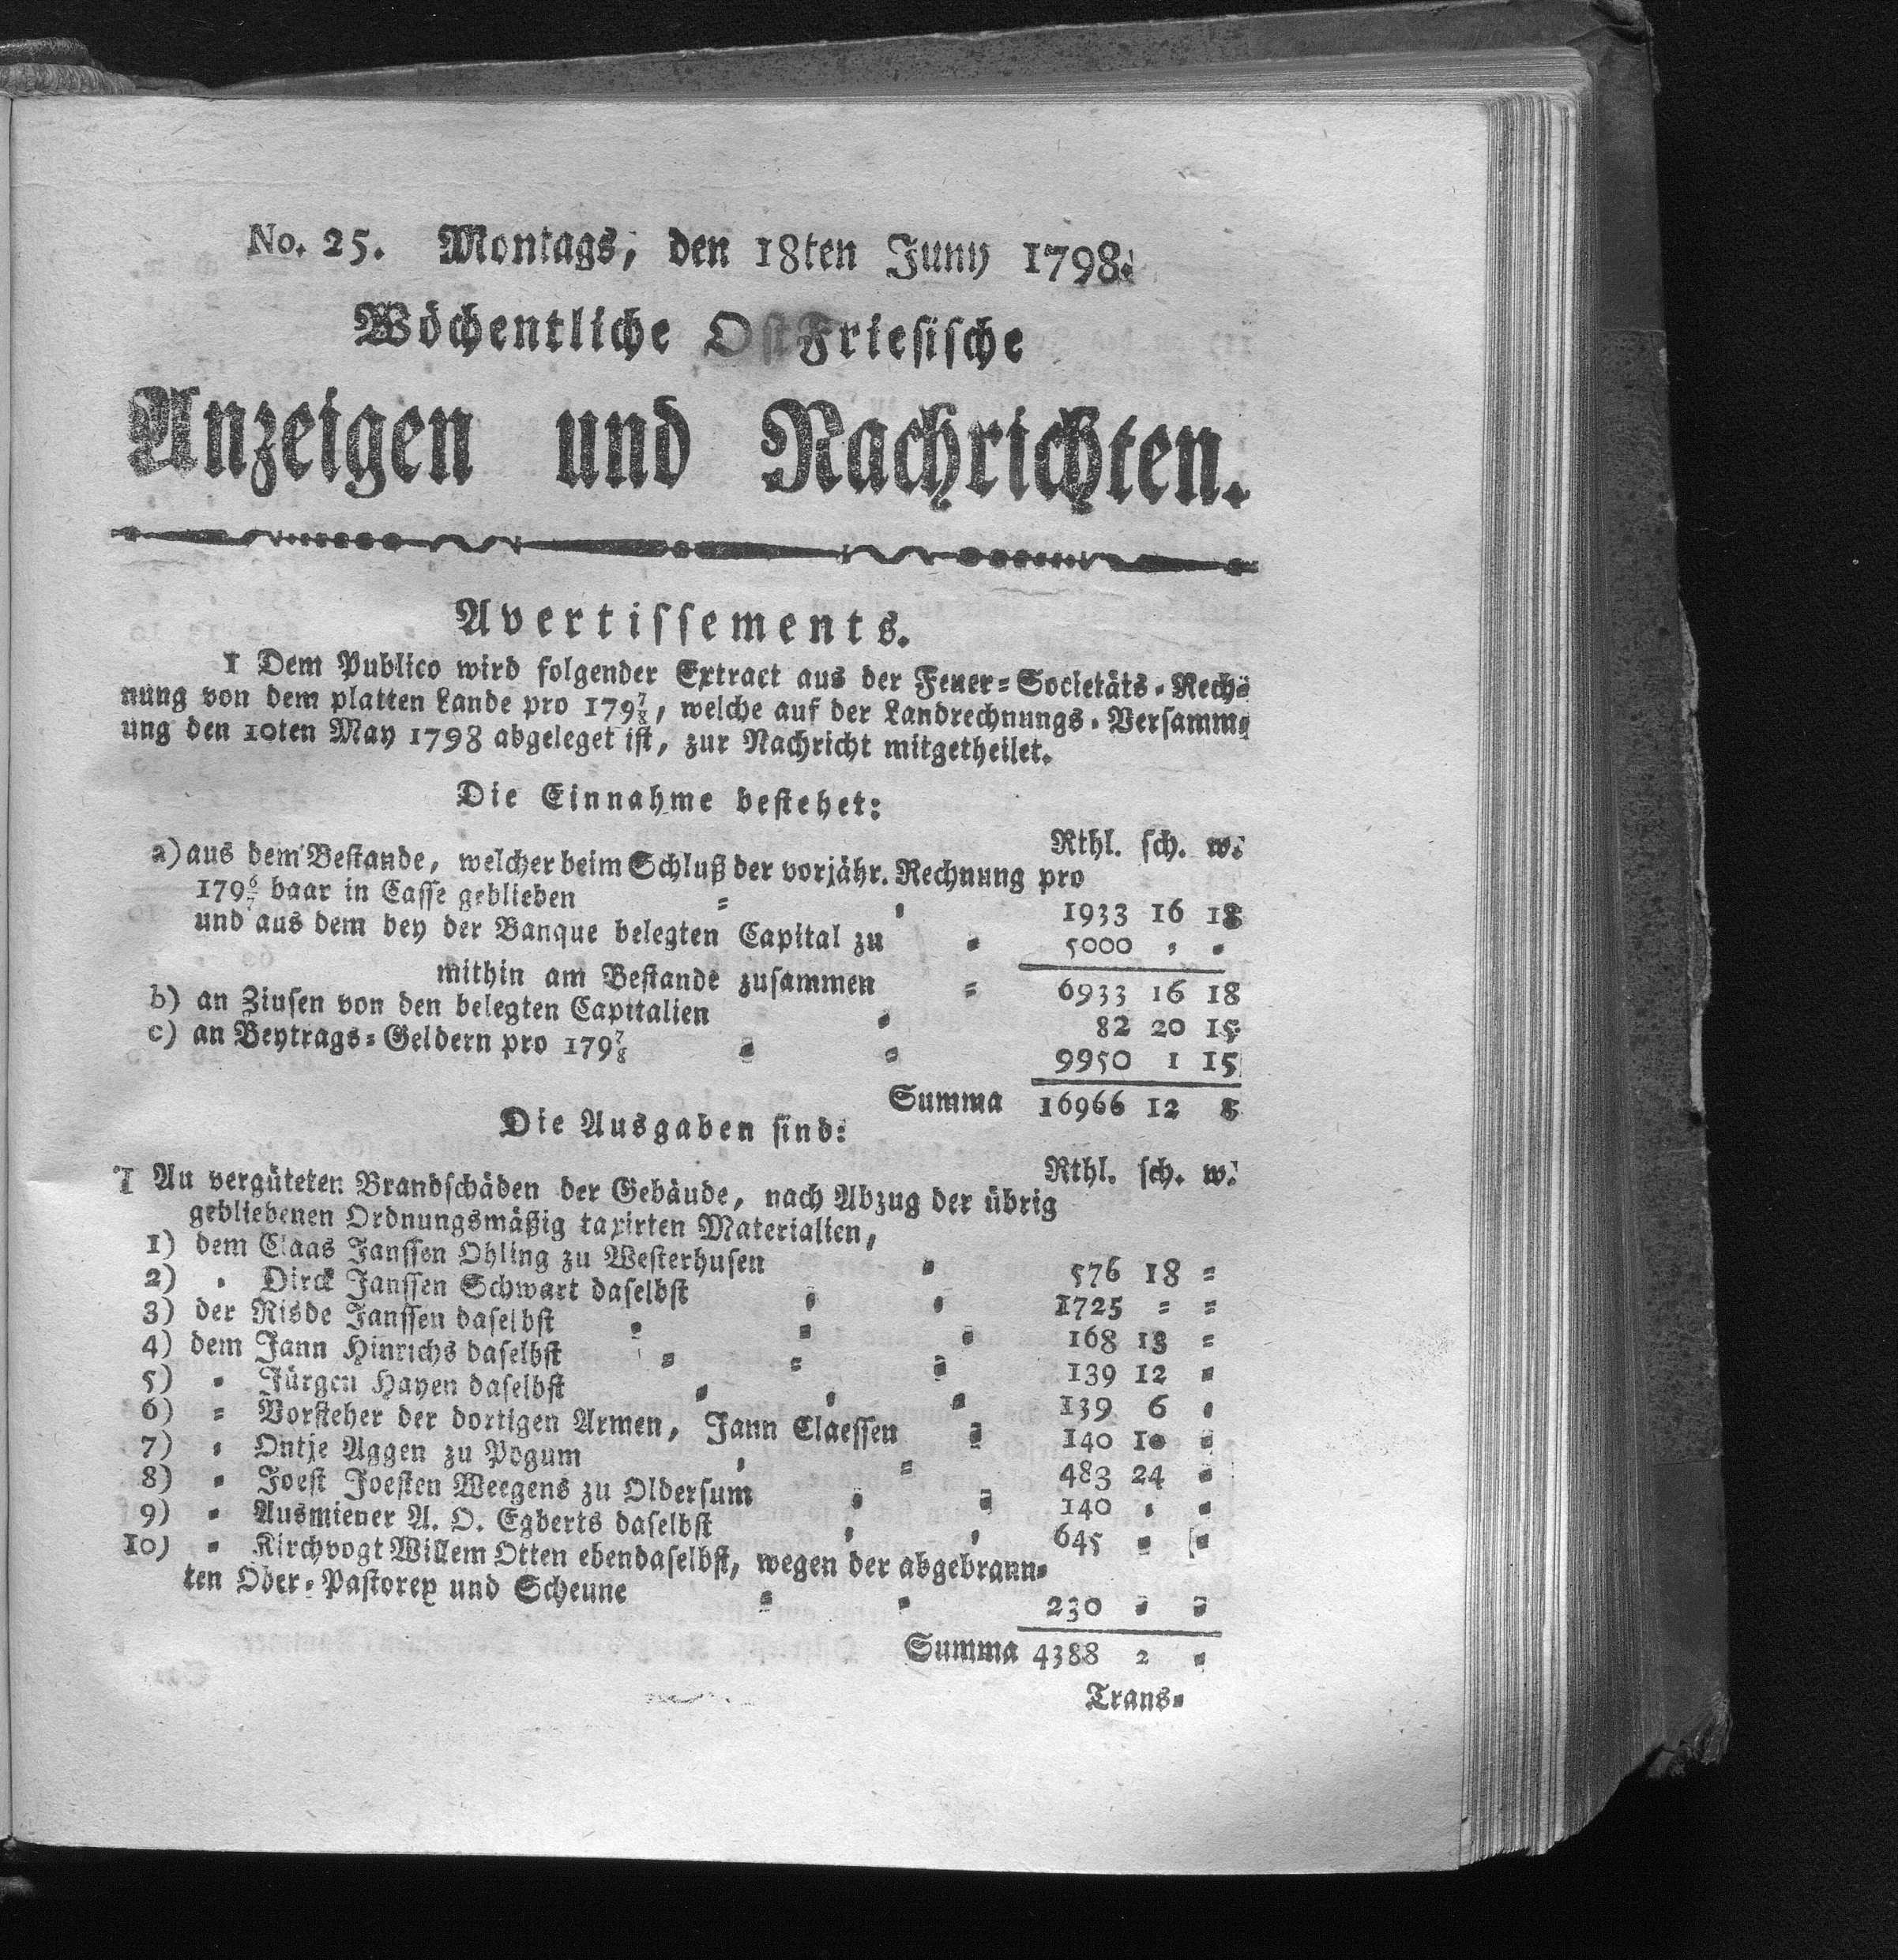 No. 25. Montags, den 18ten Juny 1798.
Wöchentliche OstFriesische
Anzeigen und Nachrichten.
Avertissements.
1 Dem Publico wird folgender Extract aus der Feuer=Societäts=Rech=
nung von dem platten Lande pro 179⅞, welche auf der Landrechnungs=Versamm=
ung den 10ten May 1798 abgeleget ist, zur Nachricht mitgetheilet.
Die Einnahme bestehet:
Rthl. sch. w.
a) aus dem Bestande, welcher beim Schluß der vorjähr. Rechnung pro
179 6/7 baar in Casse geblieben = = 1933 16 18
und aus dem bey der Banque belegten Capital zu = 5000 = =
mithin am Bestande zusammen = 6933 16 18
b) an Zinsen von den belegten Capitalien = 82 20 15
c) an Beytrags=Geldern pro 179⅞ = = 9950 1 15
Summa 16966 12 8
Die Ausgaben sind:
Rthl. sch. w.
I An vergüteten Brandschäden der Gebäude, nach Abzug der übrig
gebliebenen Ordnungsmäßig taxirten Materialien,
1) dem Claas Janssen Ohling zu Westerhusen = 576 18 =
2) = Dirck Janssen Schwart daselbst = = 1725 = =
3) der Risde Janssen daselbst = = = 168 13 =
4) dem Jann Hinrichs daselbst = = = 139 12 =
5) = Jürgen Hayen daselbst = = = 139 6 =
6) = Vorsteher der dortigen Armen, Jann Claessen = 140 10 =
7) = Ontje Aggen zu Pogum = = 483 24 =
8) = Joest Joesten Weegens zu Oldersum = = 140 = =
9) = Ausmiener A. O. Egberts daselbst = = 645 = =
10) = Kirchvogt Willem Otten ebendaselbst, wegen der abgebrann=
ten Ober=Pastorey und Scheune = = 230 = =
Summa 4388 2 =
Trans=